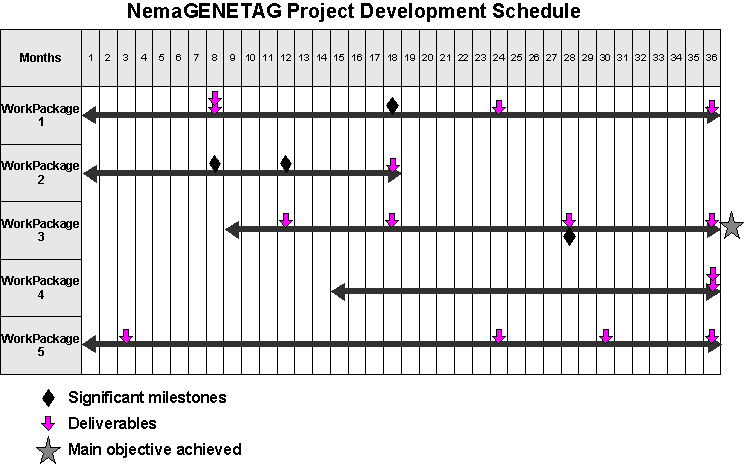 NemaGENETAG Project Development Schedule
Months 1 2 3 4 5 6 7 8 9 10 11 12 13 14 15 16 17 18 19 20 21 22 23 24 25 26 27 28 29 30 31 32 33 34 35 36
WorkPackage
1
WorkPackage
2
WorkPackage
3
WorkPackage
4
WorkPackage
5
Significant milestones
Deliverables
Main objective achieved